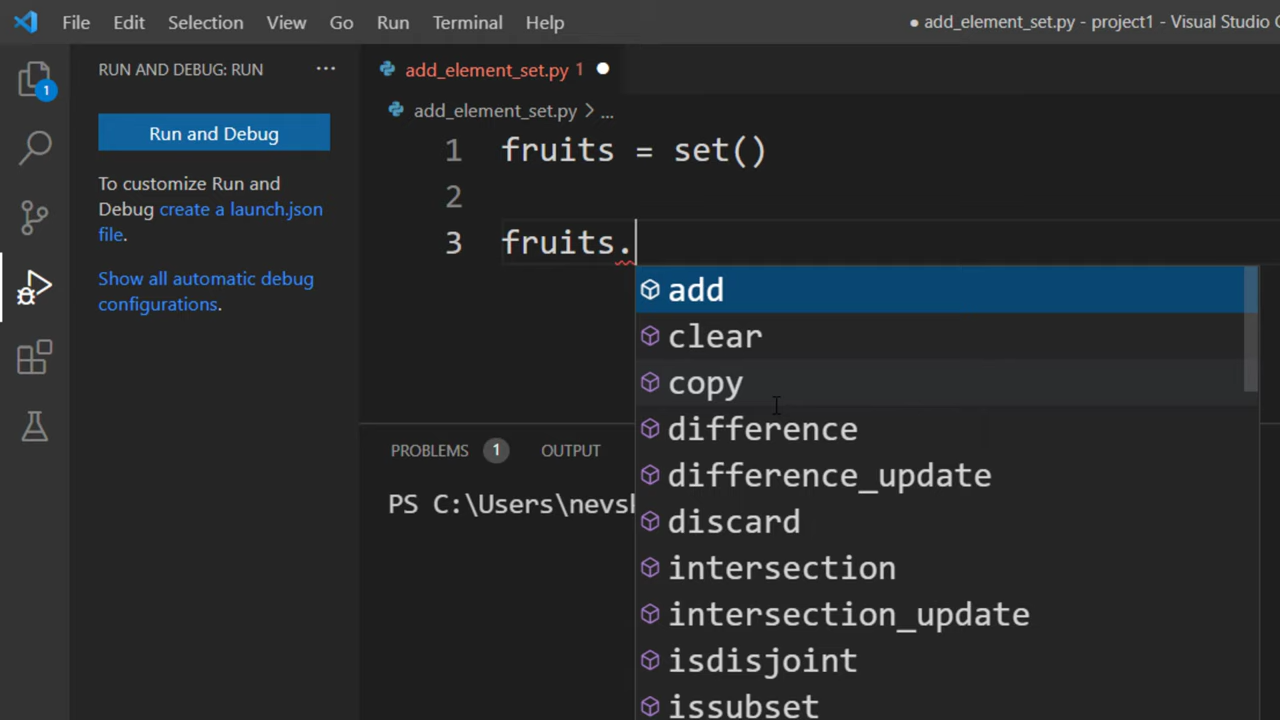 File Edit Selection View Go Run Terminal Help
● add_element_set.py - project1 - Visual Studio
RUN AND DEBUG: RUN ...
1
Run and Debug
To customize Run and
Debug create a launch.json
file.
Show all automatic debug
configurations.
add_element_set.py 1 ●
add_element_set.py > ...
1 fruits = set()
2
3 fruits.
add
clear
copy
difference
difference_update
discard
intersection
intersection_update
isdisjoint
issubset
PROBLEMS 1 OUTPUT
PS C:\Users\nevsk